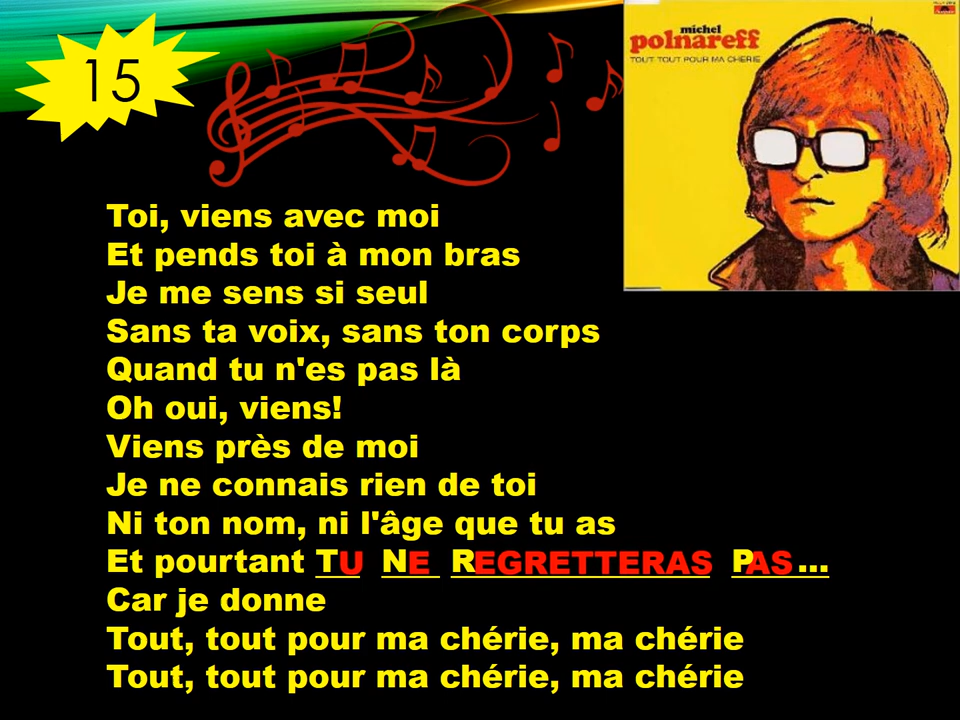 15
michel
polnareff
TOUT TOUT POUR MA CHERIE
Toi, viens avec moi
Et pends toi à mon bras
Je me sens si seul
Sans ta voix, sans ton corps
Quand tu n'es pas là
Oh oui, viens!
Viens près de moi
Je ne connais rien de toi
Ni ton nom, ni l'âge que tu as
Et pourtant TU NE REGRETTERAS PAS...
Car je donne
Tout, tout pour ma chérie, ma chérie
Tout, tout pour ma chérie, ma chérie